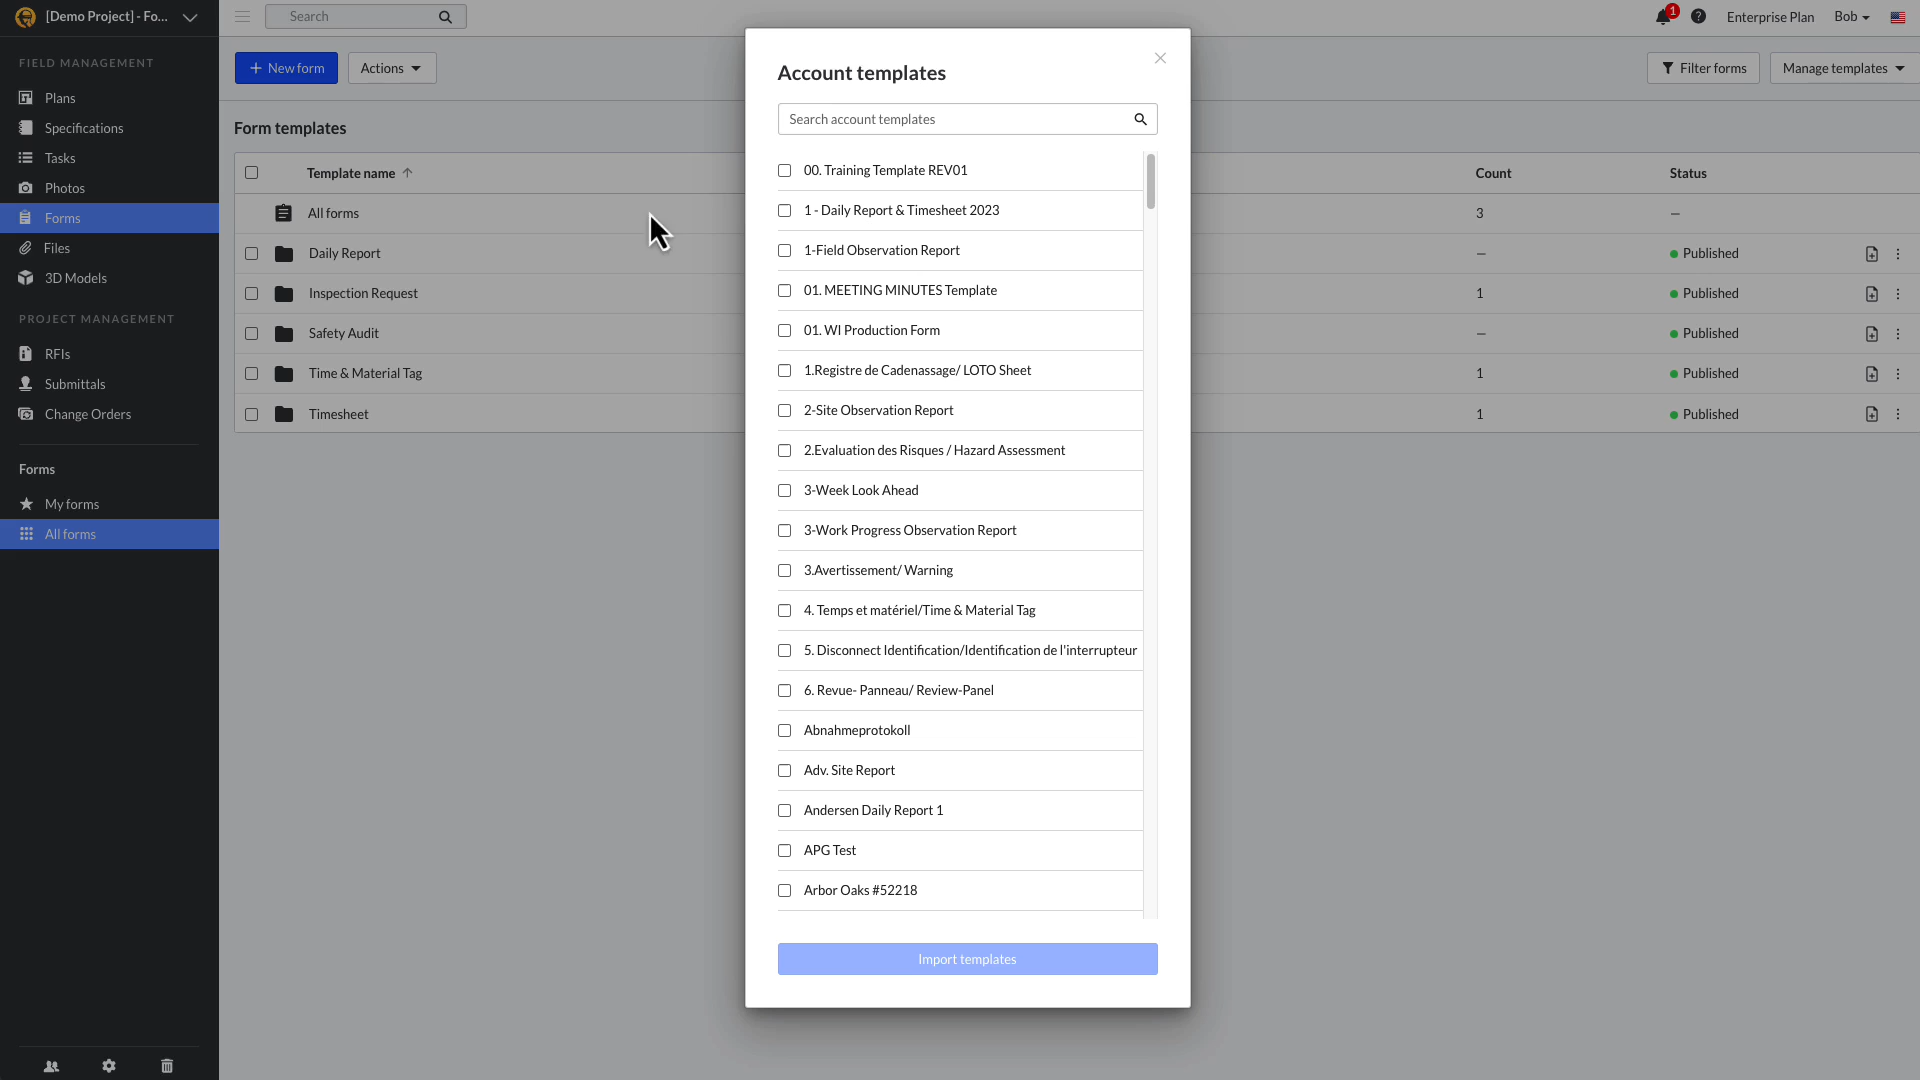 [Demo Project] - Fo...
Search
1
Enterprise Plan
Bob
FIELD MANAGEMENT
Plans
Specifications
Tasks
Photos
Forms
Files
3D Models
PROJECT MANAGEMENT
RFIs
Submittals
Change Orders
Forms
My forms
All forms
New form
Actions
Filter forms
Manage templates
Form templates
Template name
Count
Status
All forms
3
—
Daily Report
—
Published
Inspection Request
1
Published
Safety Audit
—
Published
Time & Material Tag
1
Published
Timesheet
1
Published
Account templates
Search account templates
00. Training Template REV01
1 - Daily Report & Timesheet 2023
1-Field Observation Report
01. MEETING MINUTES Template
01. WI Production Form
1.Registre de Cadenassage/ LOTO Sheet
2-Site Observation Report
2.Evaluation des Risques / Hazard Assessment
3-Week Look Ahead
3-Work Progress Observation Report
3.Avertissement/ Warning
4. Temps et matériel/Time & Material Tag
5. Disconnect Identification/Identification de l'interrupteur
6. Revue- Panneau/ Review-Panel
Abnahmeprotokoll
Adv. Site Report
Andersen Daily Report 1
APG Test
Arbor Oaks #52218
Import templates